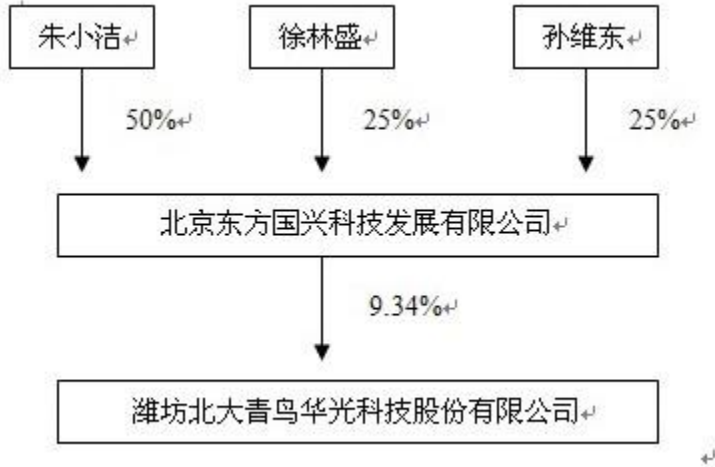 朱小洁 徐林盛 孙维东
50% 25% 25%
北京东方国兴科技发展有限公司
9.34%
潍坊北大青鸟华光科技股份有限公司